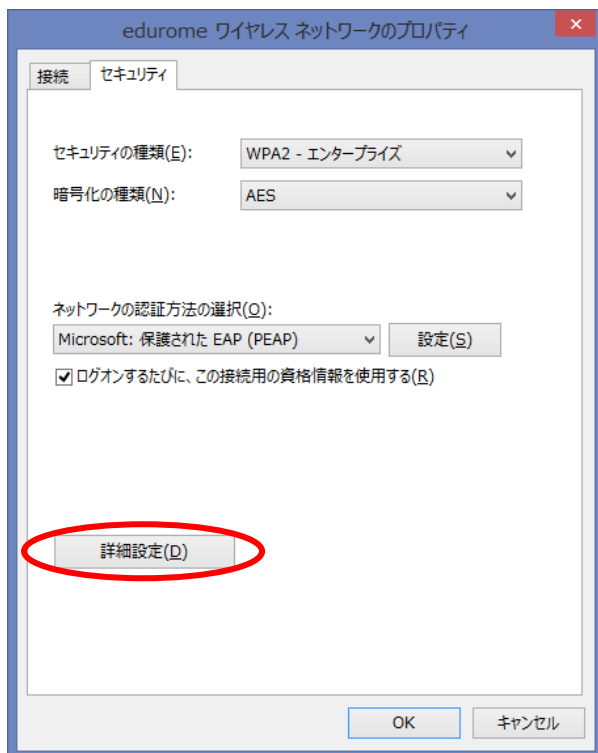 edurome ワイヤレス ネットワークのプロパティ
接続 セキュリティ
セキュリティの種類(E): WPA2 - エンタープライズ
暗号化の種類(N): AES
ネットワークの認証方法の選択(O):
Microsoft: 保護された EAP (PEAP) 設定(S)
ログオンするたびに、この接続用の資格情報を使用する(R)
詳細設定(D)
OK キャンセル